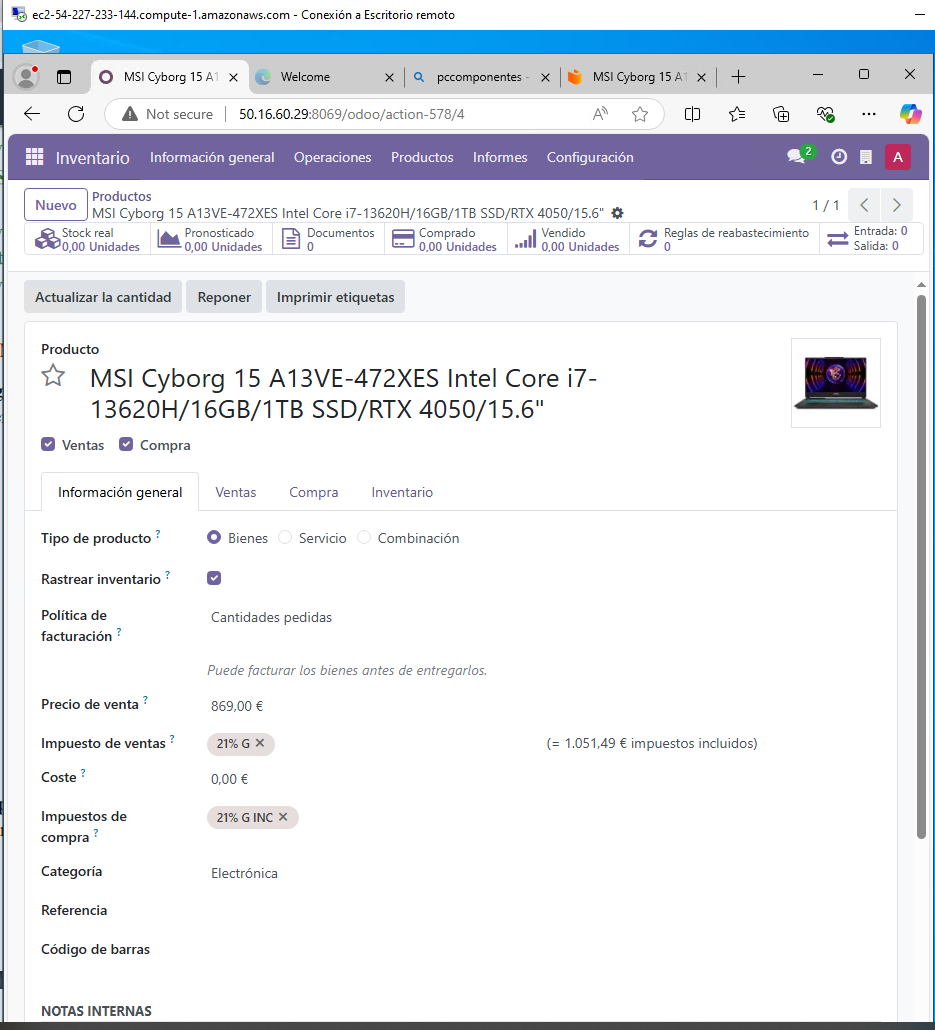 ec2-54-227-233-144.compute-1.amazonaws.com - Conexión a Escritorio remoto
MSI Cyborg 15 A1
Welcome
pccomponentes -
MSI Cyborg 15 A1
Not secure
50.16.60.29:8069/odoo/action-578/4
Inventario
Información general
Operaciones
Productos
Informes
Configuración
2
A
Nuevo
Productos
MSI Cyborg 15 A13VE-472XES Intel Core i7-13620H/16GB/1TB SSD/RTX 4050/15.6"
1 / 1
Stock real
0,00 Unidades
Pronosticado
0,00 Unidades
Documentos
0
Comprado
0,00 Unidades
Vendido
0,00 Unidades
Reglas de reabastecimiento
0
Entrada: 0
Salida: 0
Actualizar la cantidad
Reponer
Imprimir etiquetas
Producto
MSI Cyborg 15 A13VE-472XES Intel Core i7-
13620H/16GB/1TB SSD/RTX 4050/15.6"
Ventas
Compra
Información general
Ventas
Compra
Inventario
Tipo de producto ?
Bienes
Servicio
Combinación
Rastrear inventario ?
Política de
facturación ?
Cantidades pedidas
Puede facturar los bienes antes de entregarlos.
Precio de venta ?
869,00 €
Impuesto de ventas ?
21% G
(= 1.051,49 € impuestos incluidos)
Coste ?
0,00 €
Impuestos de
compra ?
21% G INC
Categoría
Electrónica
Referencia
Código de barras
NOTAS INTERNAS